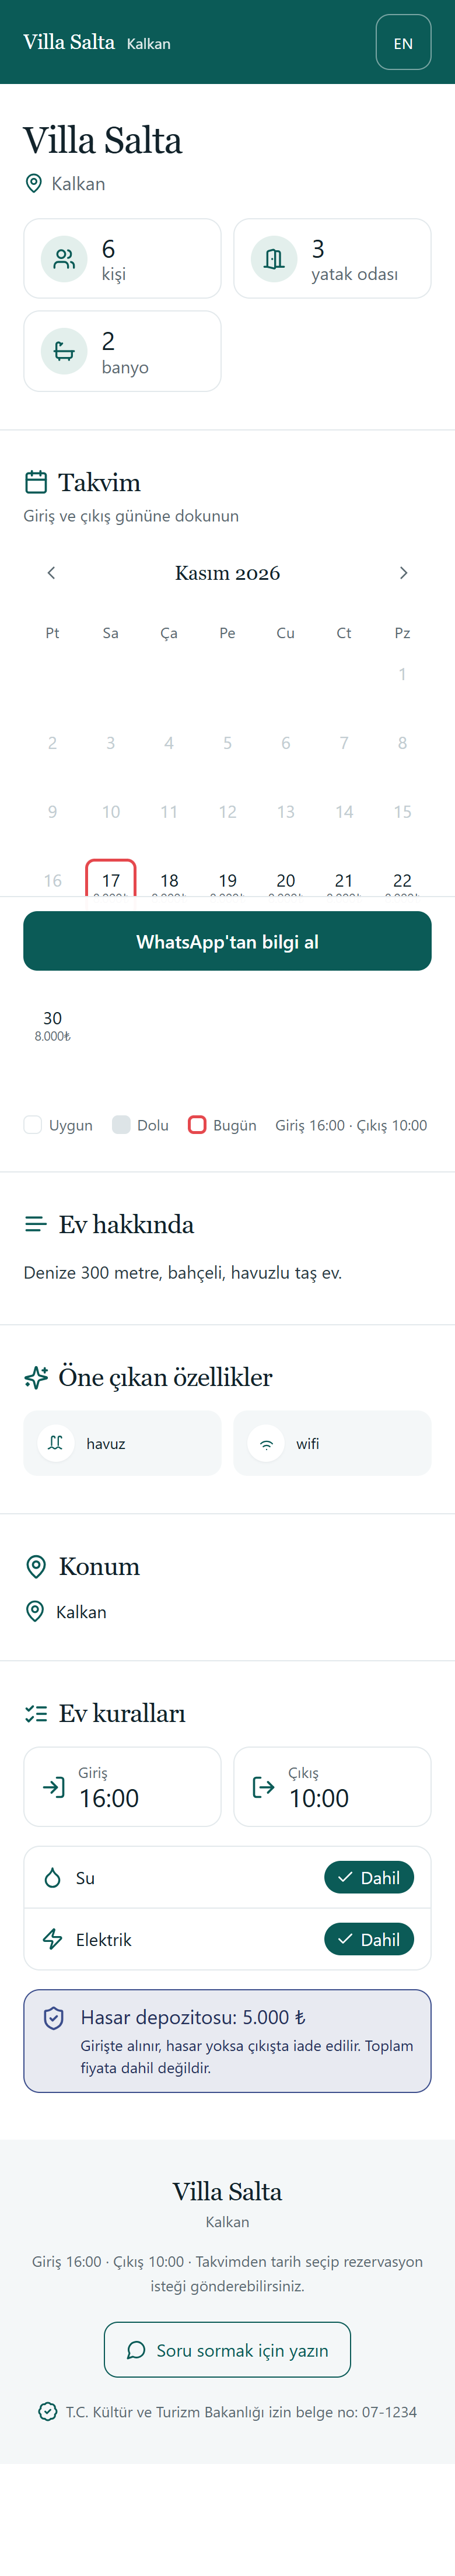 Villa Salta Kalkan
EN
Villa Salta
Kalkan
6
kişi
3
yatak odası
2
banyo
Takvim
Giriş ve çıkış gününe dokunun
Kasım 2026
Pt Sa Ça Pe Cu Ct Pz
1
2 3 4 5 6 7 8
9 10 11 12 13 14 15
16 17 18 19 20 21 22
WhatsApp'tan bilgi al
30
8.000₺
Uygun Dolu Bugün Giriş 16:00 · Çıkış 10:00
Ev hakkında
Denize 300 metre, bahçeli, havuzlu taş ev.
Öne çıkan özellikler
havuz
wifi
Konum
Kalkan
Ev kuralları
Giriş
16:00
Çıkış
10:00
Su
Dahil
Elektrik
Dahil
Hasar depozitosu: 5.000 ₺
Girişte alınır, hasar yoksa çıkışta iade edilir. Toplam
fiyata dahil değildir.
Villa Salta
Kalkan
Giriş 16:00 · Çıkış 10:00 · Takvimden tarih seçip rezervasyon
isteği gönderebilirsiniz.
Soru sormak için yazın
T.C. Kültür ve Turizm Bakanlığı izin belge no: 07-1234